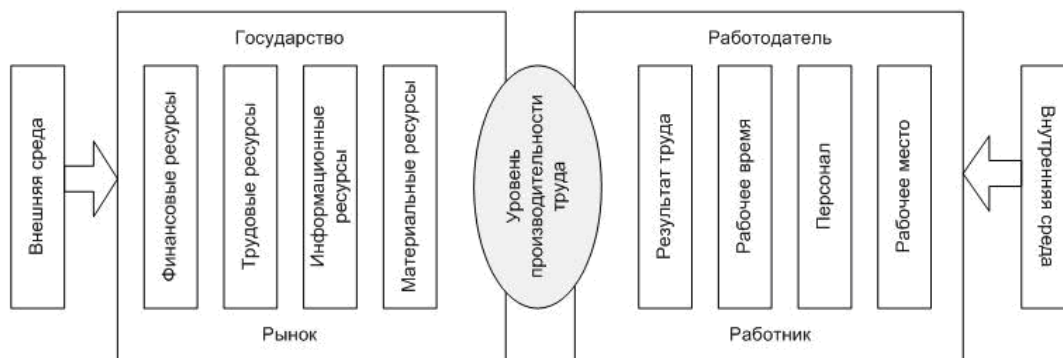 Внешняя среда
Государство
Финансовые ресурсы
Трудовые ресурсы
Информационные
ресурсы
Материальные ресурсы
Рынок
Уровень
производительности
труда
Работодатель
Результат труда
Рабочее время
Персонал
Рабочее место
Работник
Внутренняя среда